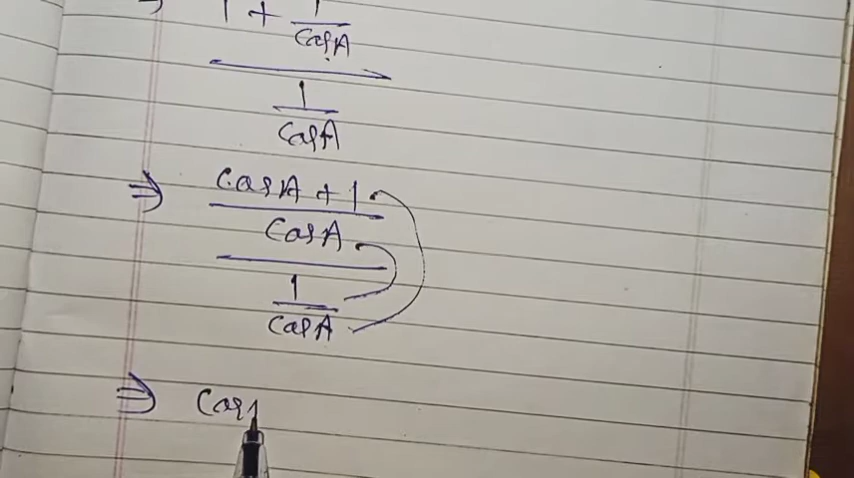 ⇒ 1 + 1
cosA
1
cosA
⇒ cosA + 1
cosA
1
cosA
⇒ cos